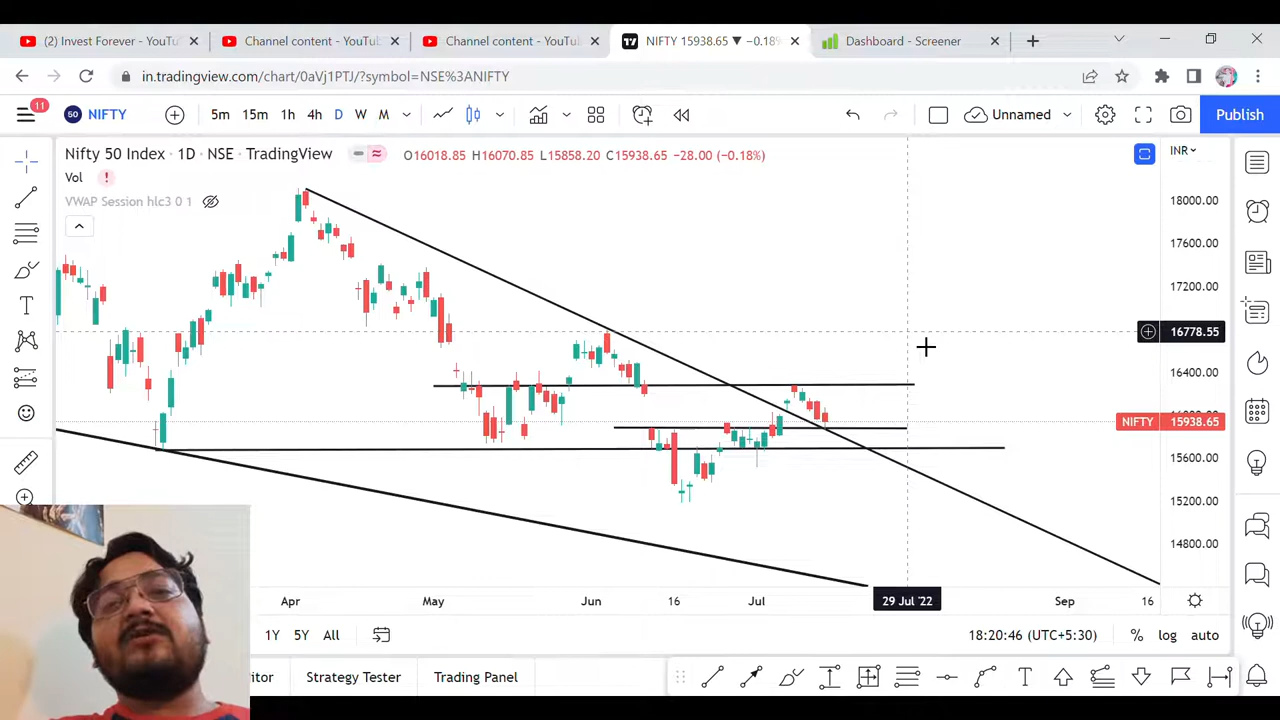 (2) Invest Forever - YouTu
Channel content - YouTub
Channel content - YouTub
NIFTY 15938.65 ▼ −0.18%
Dashboard - Screener
in.tradingview.com/chart/0aVj1PTJ/?symbol=NSE%3ANIFTY
11
50
NIFTY
5m 15m 1h 4h D W M
Unnamed
Publish
Nifty 50 Index · 1D · NSE · TradingView
O16018.85 H16070.85 L15858.20 C15938.65 −28.00 (−0.18%)
INR
Vol
VWAP Session hlc3 0 1
18000.00
17600.00
17200.00
16778.55
16400.00
NIFTY 15938.65
15600.00
15200.00
14800.00
Apr May Jun 16 Jul 29 Jul '22 Sep 16
1Y 5Y All
18:20:46 (UTC+5:30)
% log auto
itor
Strategy Tester
Trading Panel